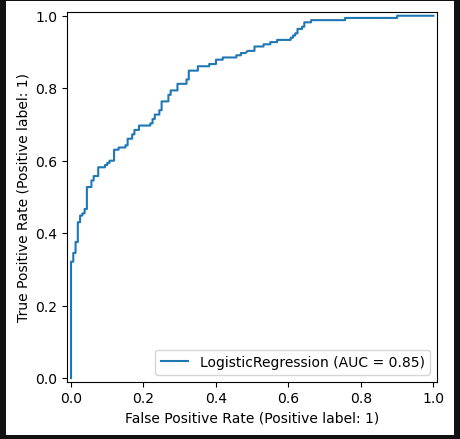 1.0
0.8
0.6
0.4
0.2
0.0
True Positive Rate (Positive label: 1)
LogisticRegression (AUC = 0.85)
0.0 0.2 0.4 0.6 0.8 1.0
False Positive Rate (Positive label: 1)